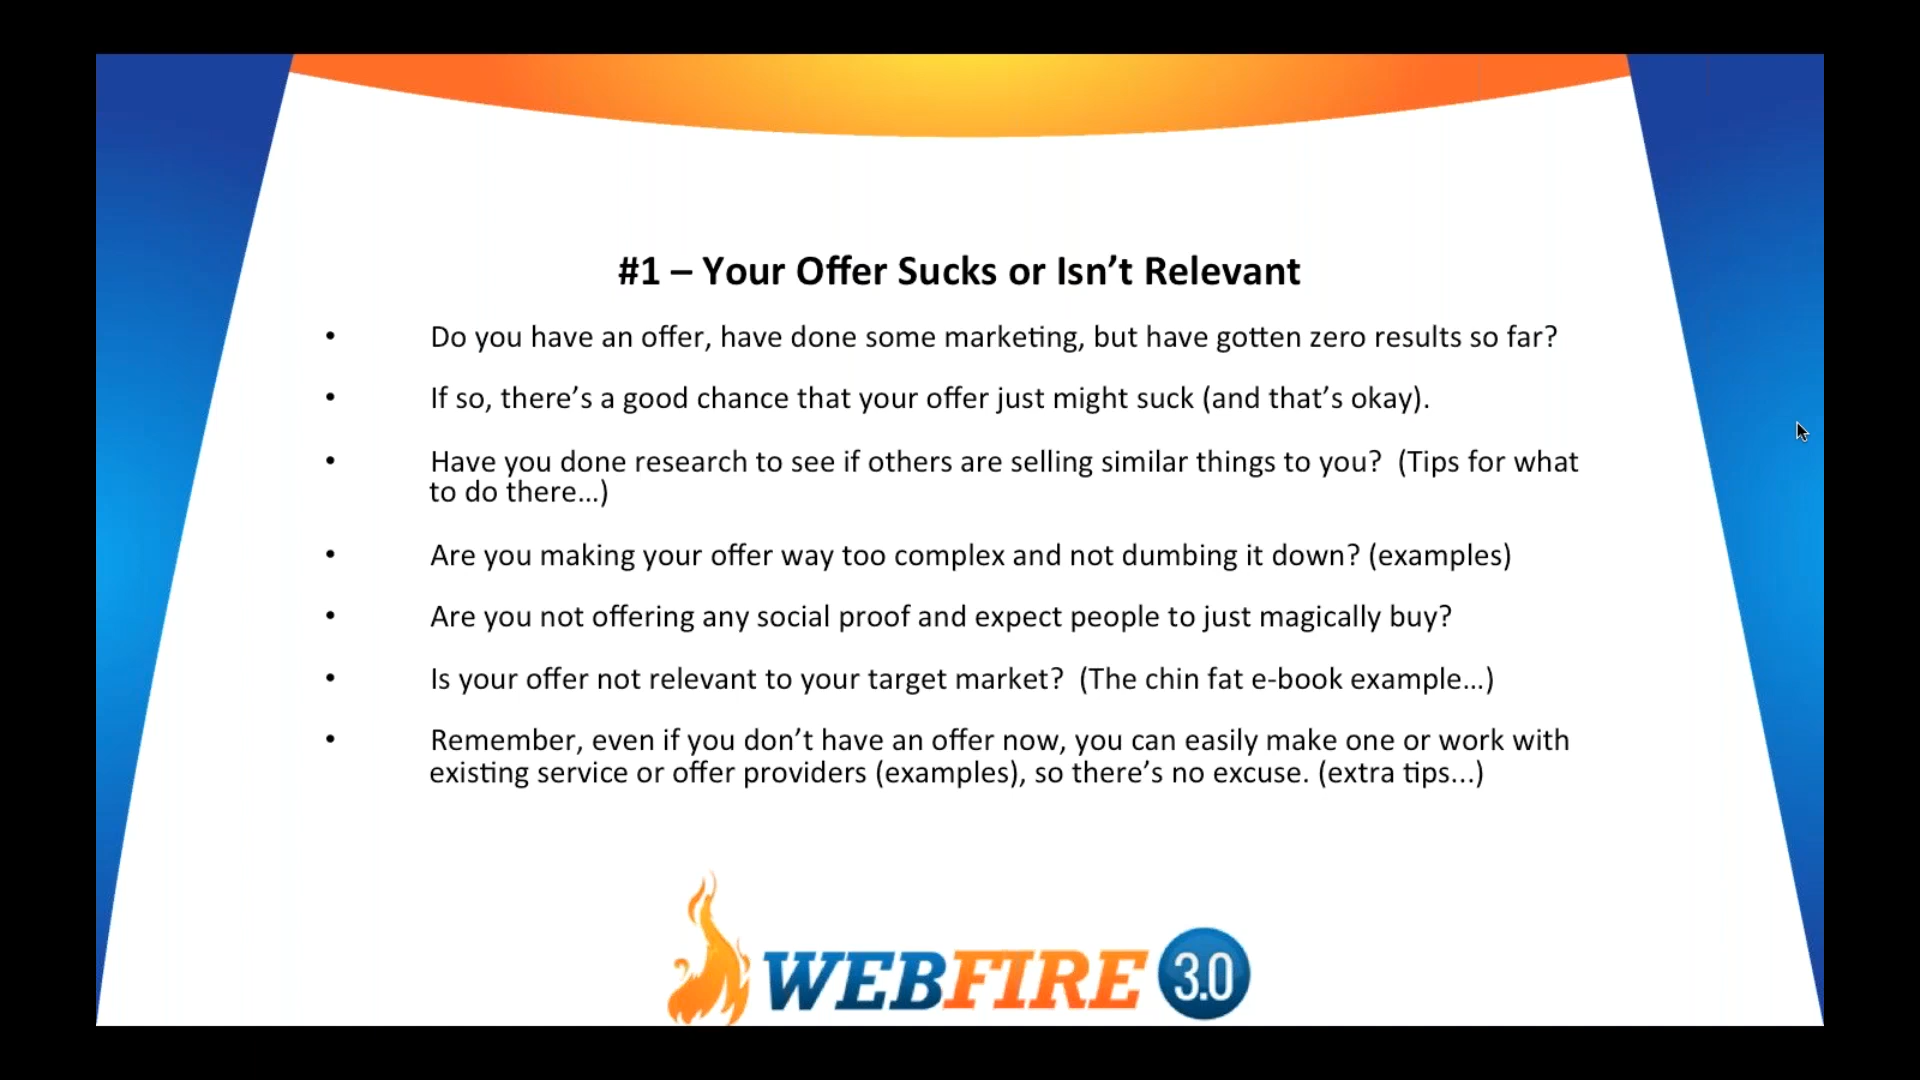 #1 – Your Offer Sucks or Isn’t Relevant
• Do you have an offer, have done some marketing, but have gotten zero results so far?
• If so, there’s a good chance that your offer just might suck (and that’s okay).
• Have you done research to see if others are selling similar things to you?  (Tips for what
to do there…)
• Are you making your offer way too complex and not dumbing it down? (examples)
• Are you not offering any social proof and expect people to just magically buy?
• Is your offer not relevant to your target market?  (The chin fat e-book example…)
• Remember, even if you don’t have an offer now, you can easily make one or work with
existing service or offer providers (examples), so there’s no excuse. (extra tips…)
WEBFIRE 3.0